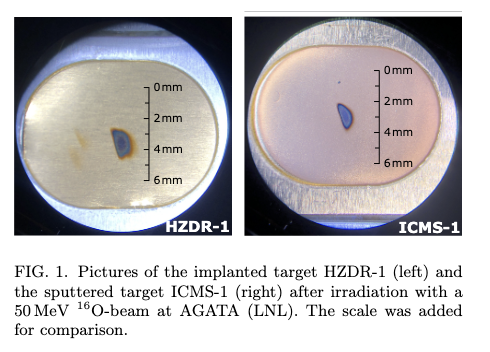 0mm
2mm
4mm
6mm
HZDR-1
0mm
2mm
4mm
6mm
ICMS-1
FIG. 1. Pictures of the implanted target HZDR-1 (left) and
the sputtered target ICMS-1 (right) after irradiation with a
50 MeV ¹⁶O-beam at AGATA (LNL). The scale was added
for comparison.